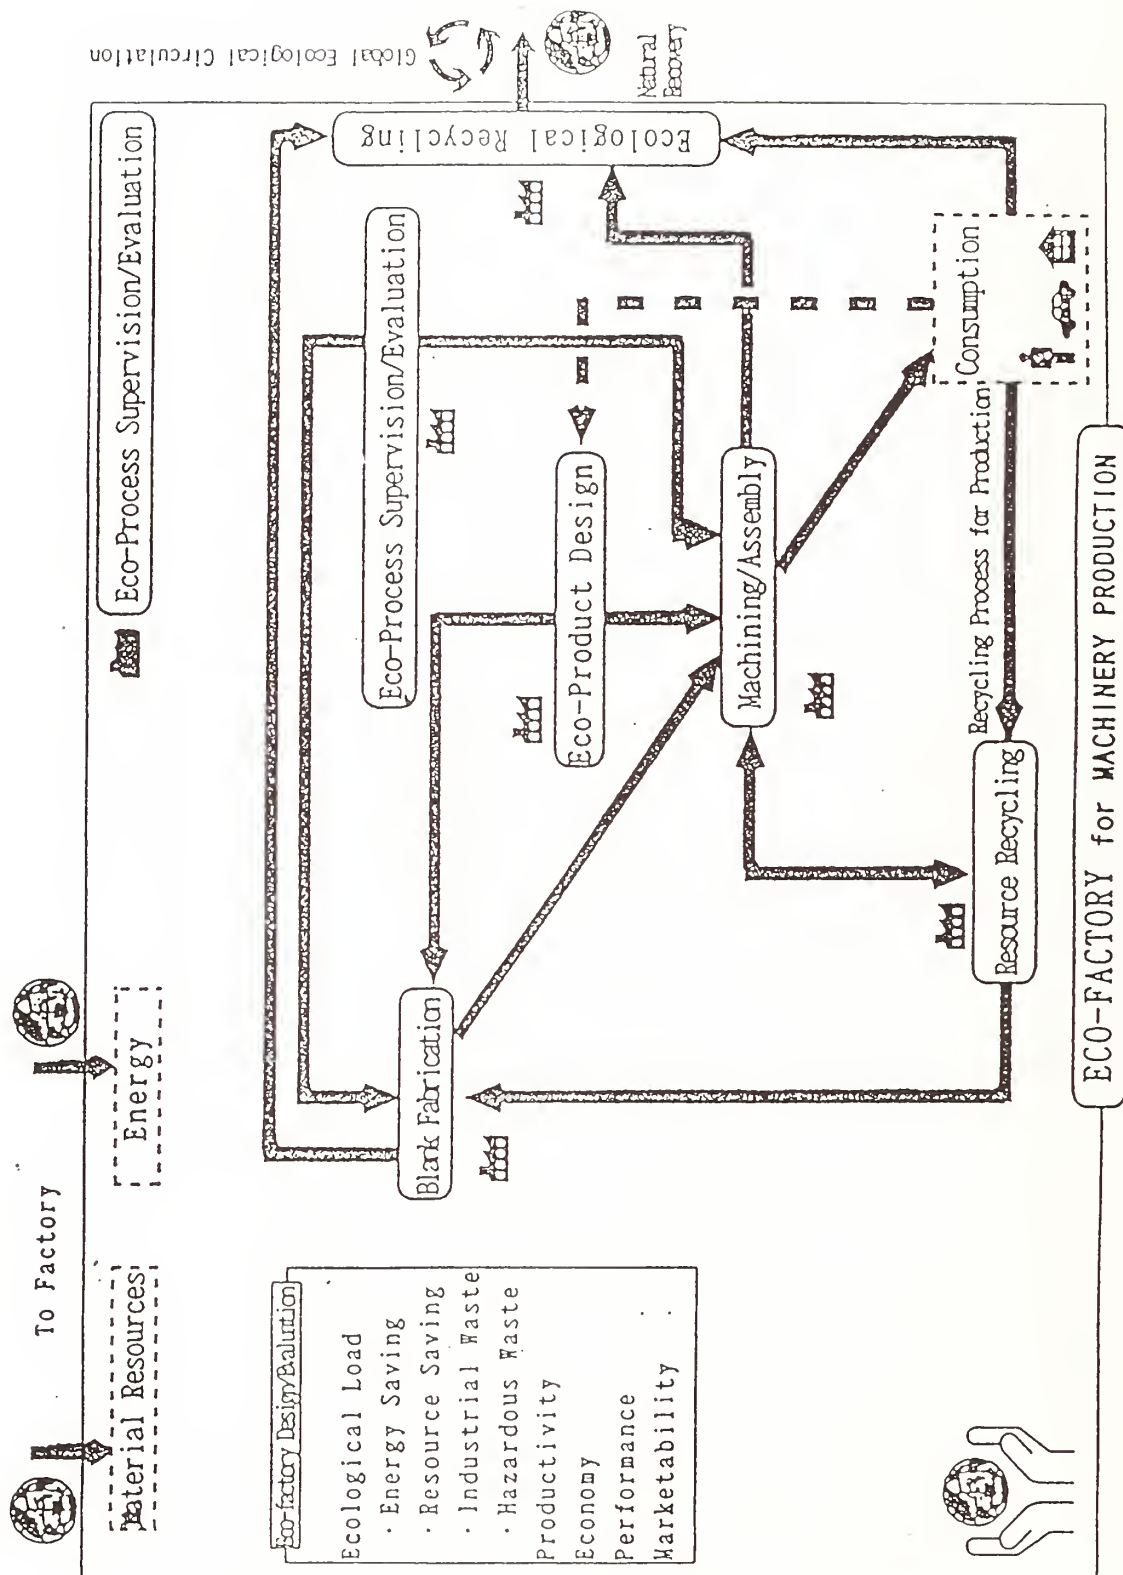 To Factory
Material Resources
Energy
Eco-Process Supervision/Evaluation
Global Ecological Circulation
Natural
Recovery
Eco-factory Design/Evalution
Ecological Load
· Energy Saving
· Resource Saving
· Industrial Waste
· Hazardous Waste
Productivity
Economy
Performance
Marketability
Blank Fabrication
Eco-Process Supervision/Evaluation
Eco-Product Design
Machining/Assembly
Ecological Recycling
Consumption
Recycling Process for Production
Resource Recycling
ECO-FACTORY for MACHINERY PRODUCTION